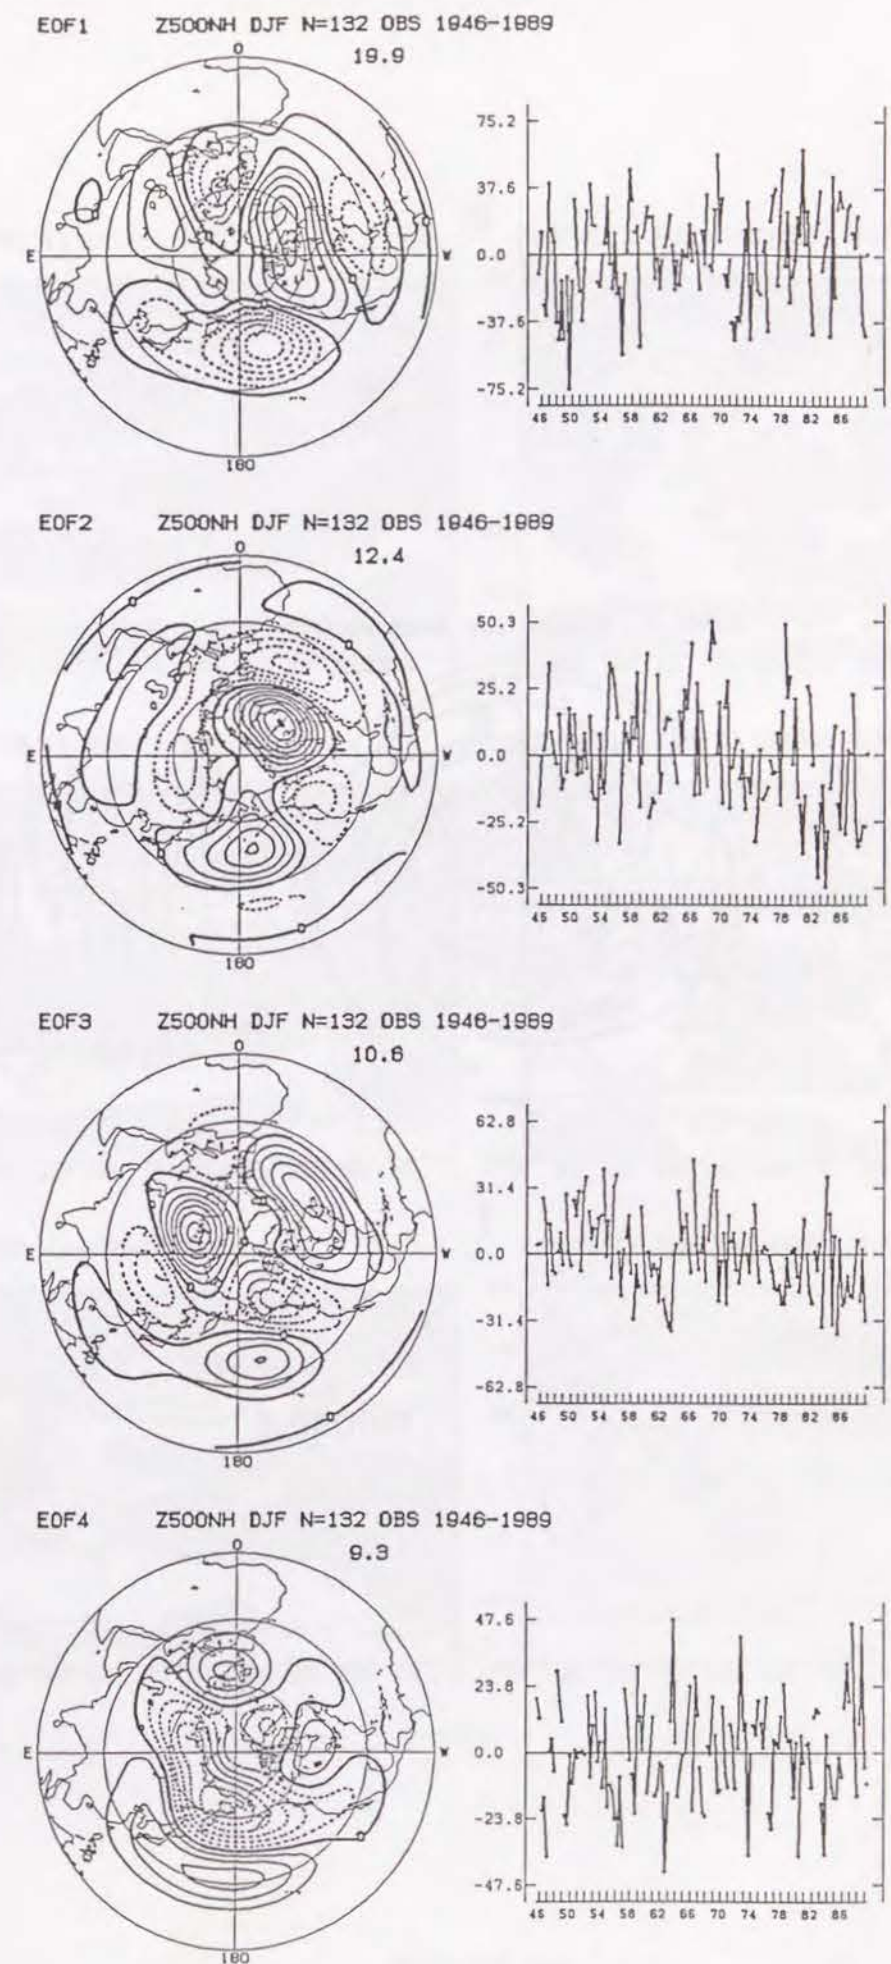 EOF1 Z500NH DJF N=132 OBS 1946-1989
19.9
0
E W
180
75.2
37.6
0.0
-37.6
-75.2
46 50 54 58 62 66 70 74 78 82 86
EOF2 Z500NH DJF N=132 OBS 1946-1989
12.4
0
E W
180
50.3
25.2
0.0
-25.2
-50.3
46 50 54 58 62 66 70 74 78 82 86
EOF3 Z500NH DJF N=132 OBS 1946-1989
10.6
0
E W
180
62.8
31.4
0.0
-31.4
-62.8
46 50 54 58 62 66 70 74 78 82 86
EOF4 Z500NH DJF N=132 OBS 1946-1989
9.3
0
E W
180
47.6
23.8
0.0
-23.8
-47.6
46 50 54 58 62 66 70 74 78 82 86